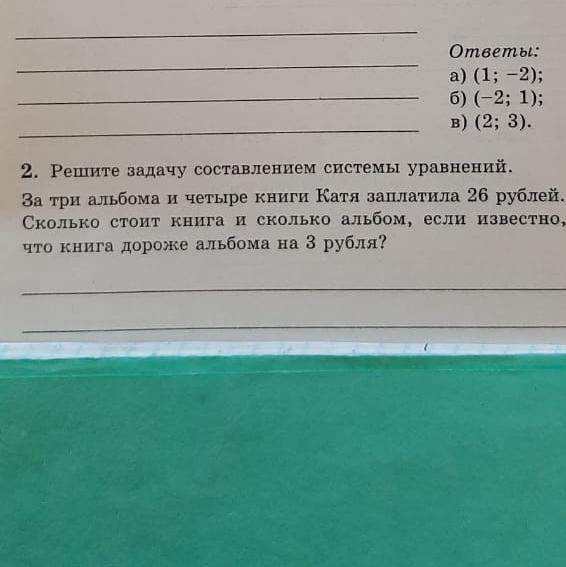 Ответы:
а) (1; −2);
б) (−2; 1);
в) (2; 3).
2. Решите задачу составлением системы уравнений.
За три альбома и четыре книги Катя заплатила 26 рублей.
Сколько стоит книга и сколько альбом, если известно,
что книга дороже альбома на 3 рубля?